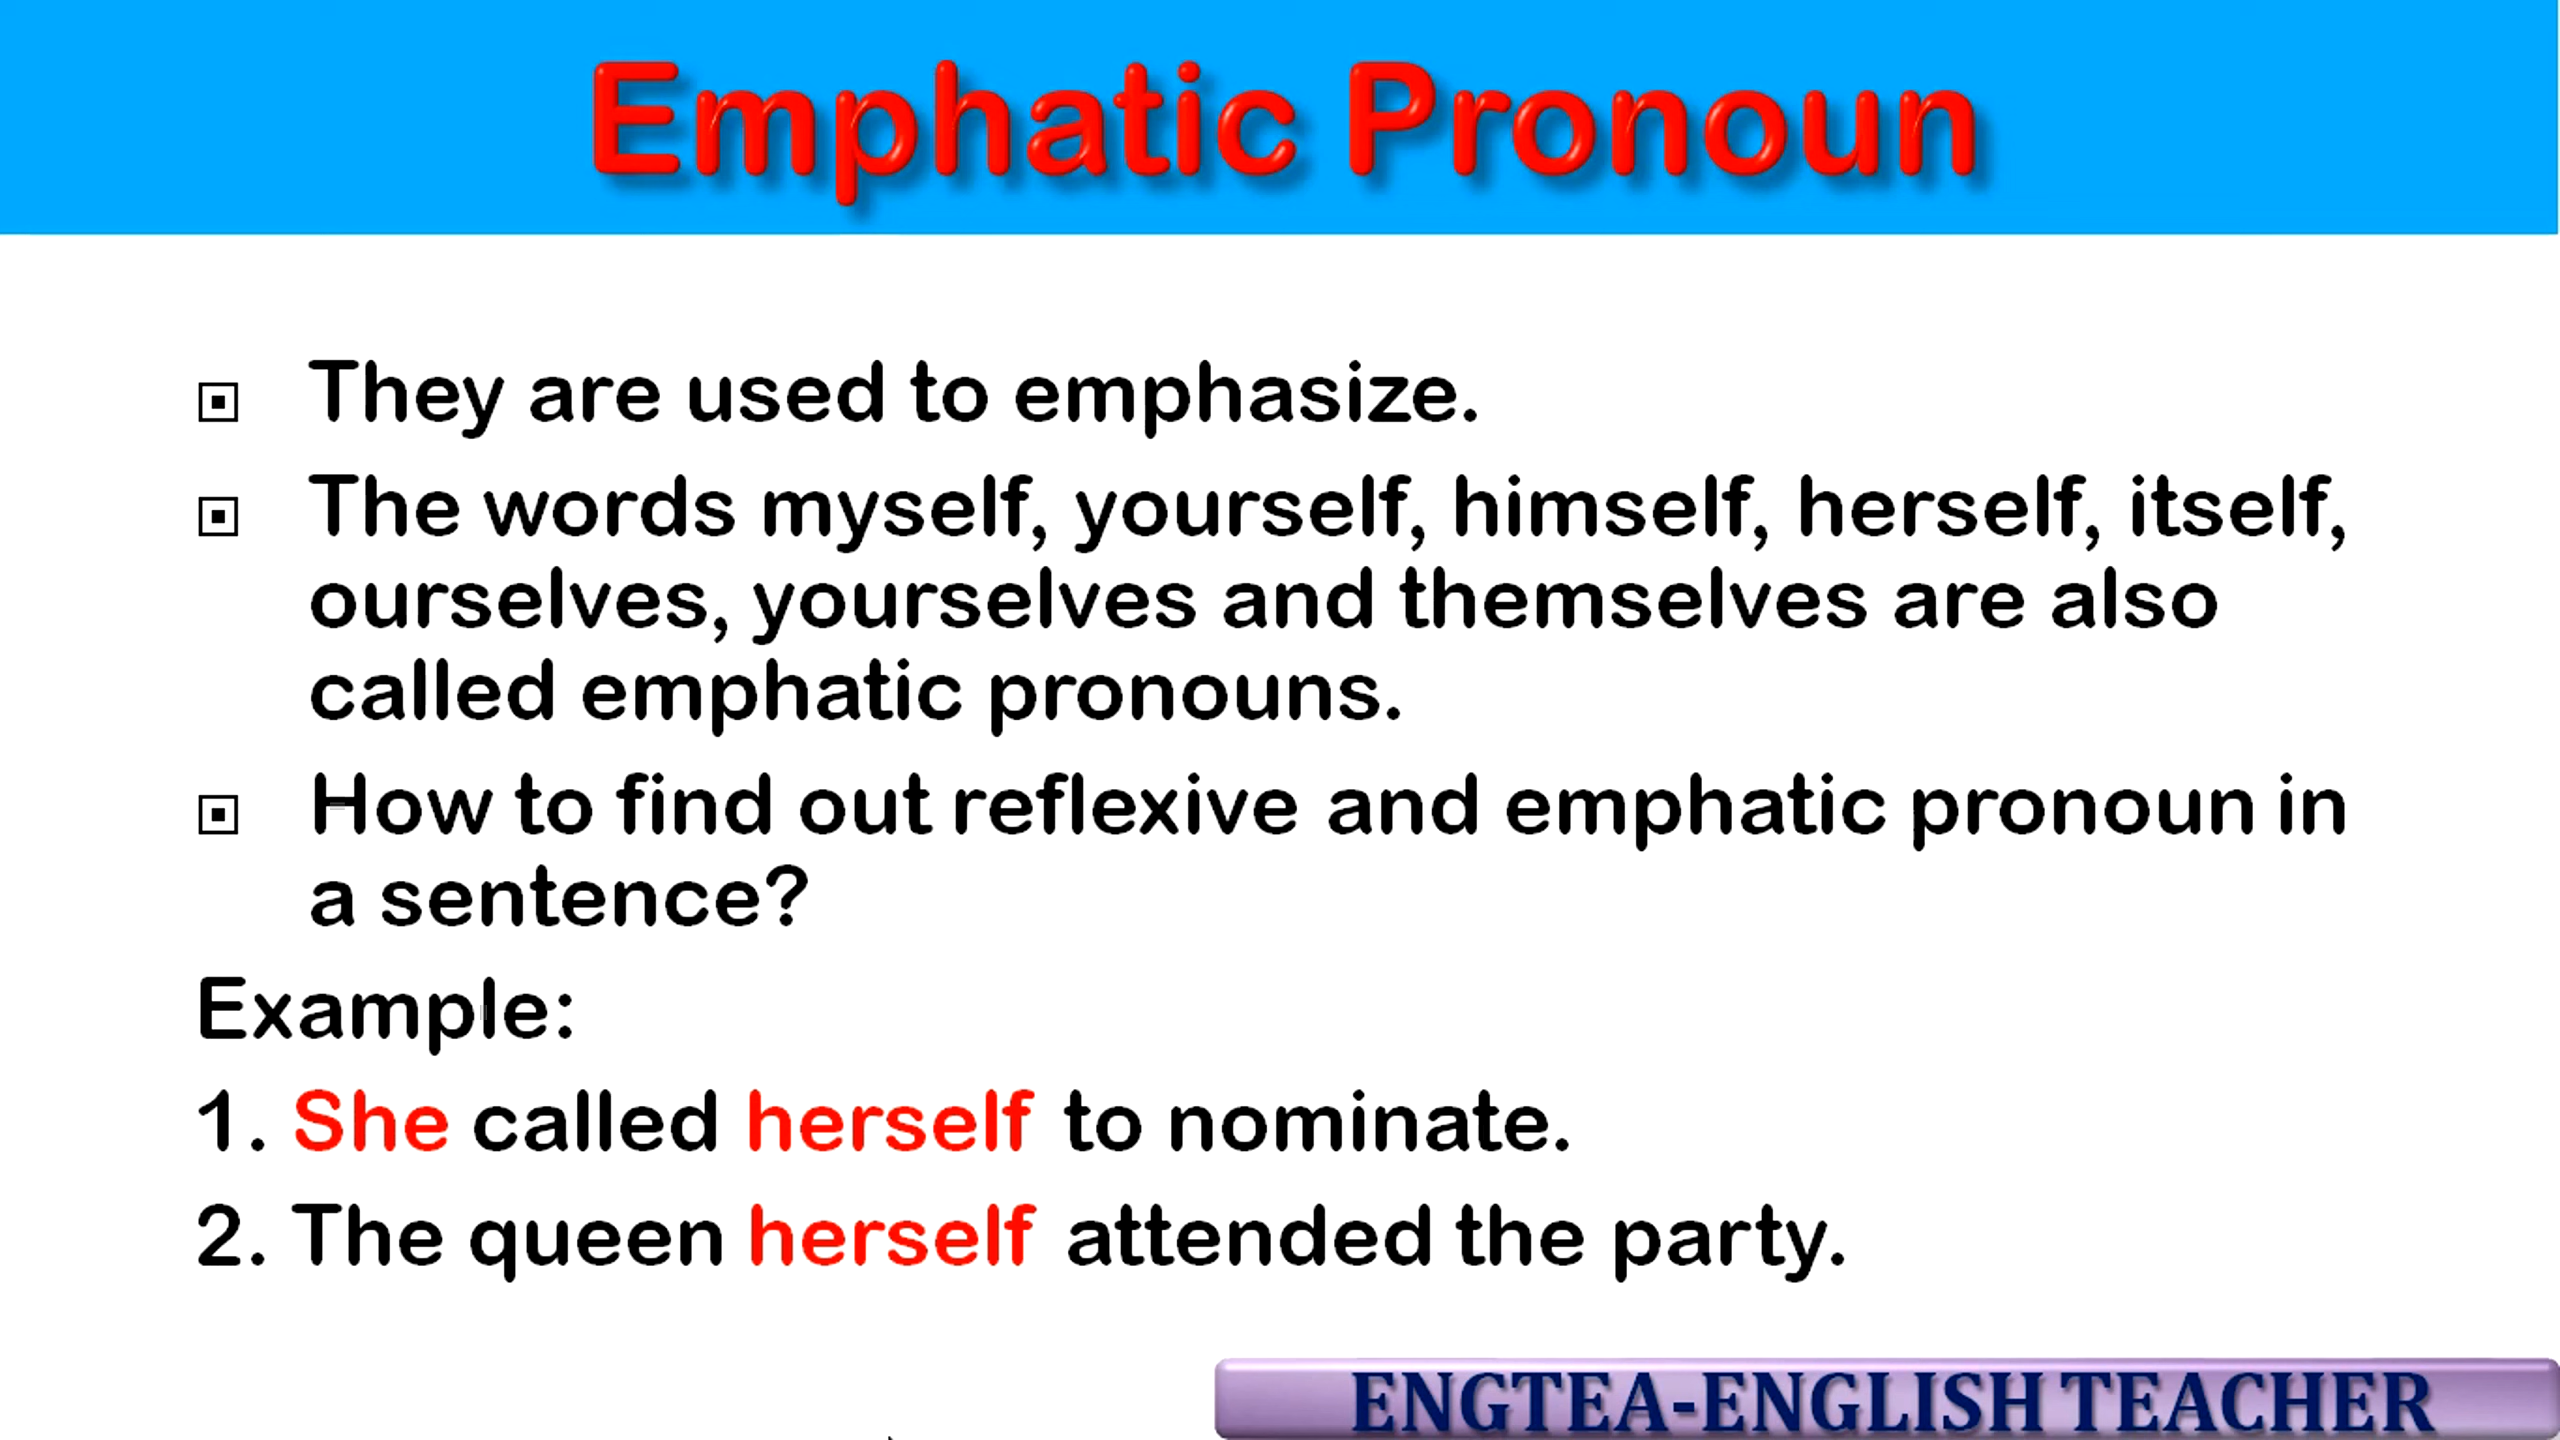 Emphatic Pronoun
They are used to emphasize.
The words myself, yourself, himself, herself, itself,
ourselves, yourselves and themselves are also
called emphatic pronouns.
How to find out reflexive and emphatic pronoun in
a sentence?
Example:
1. She called herself to nominate.
2. The queen herself attended the party.
ENGTEA-ENGLISH TEACHER